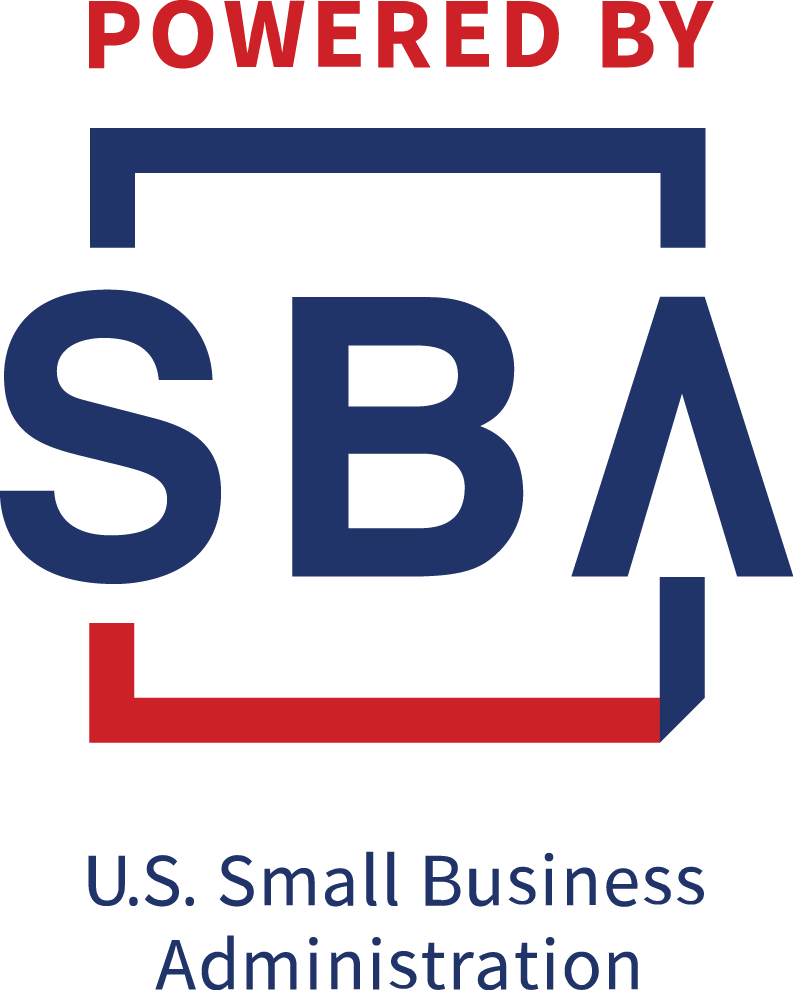 POWERED BY
SBA
U.S. Small Business
Administration